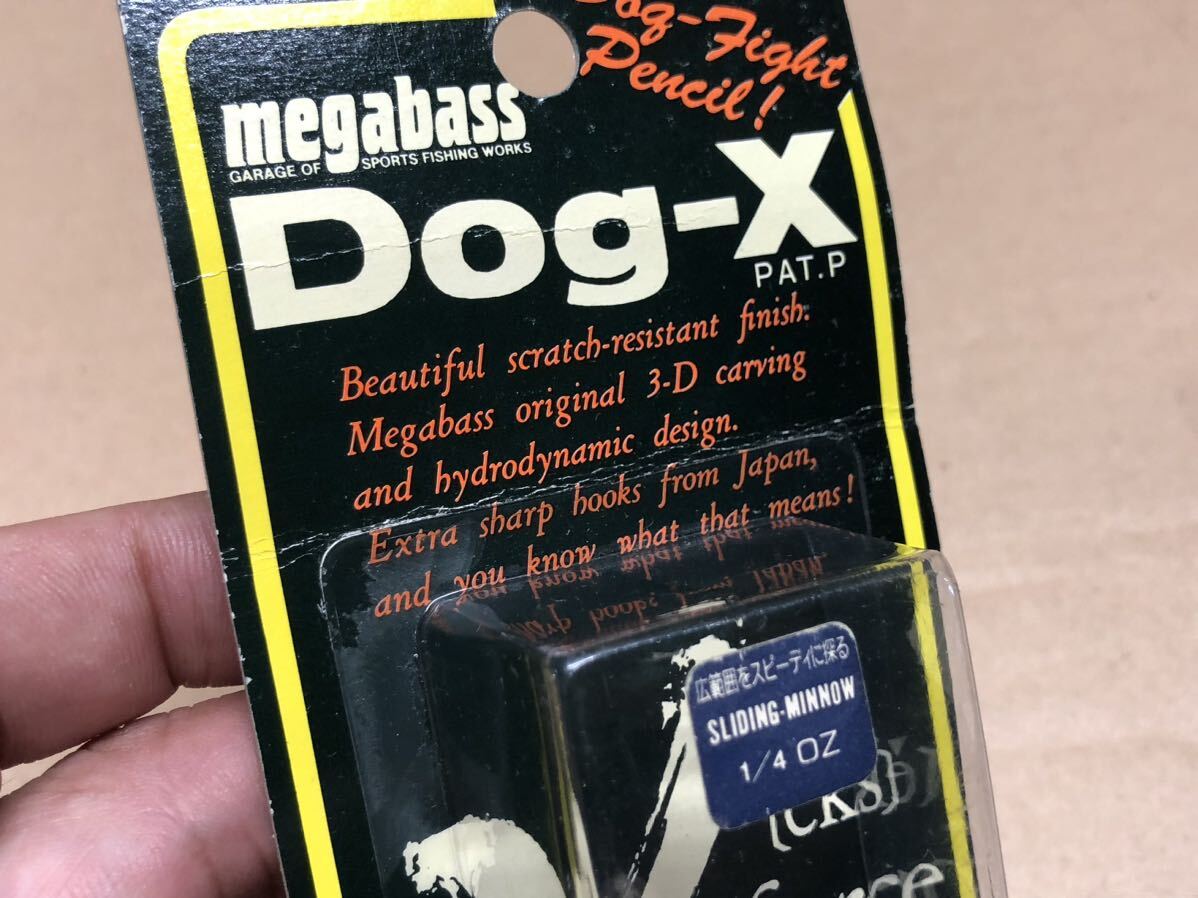 Dog-Fight
Pencil!
megabass
GARAGE OF SPORTS FISHING WORKS
Dog-X
PAT.P
Beautiful scratch-resistant finish:
Megabass original 3-D carving
and hydrodynamic design.
Extra sharp hooks from Japan,
and you know what that means!
広範囲をスピーディに探る
SLIDING-MINNOW
1/4 OZ